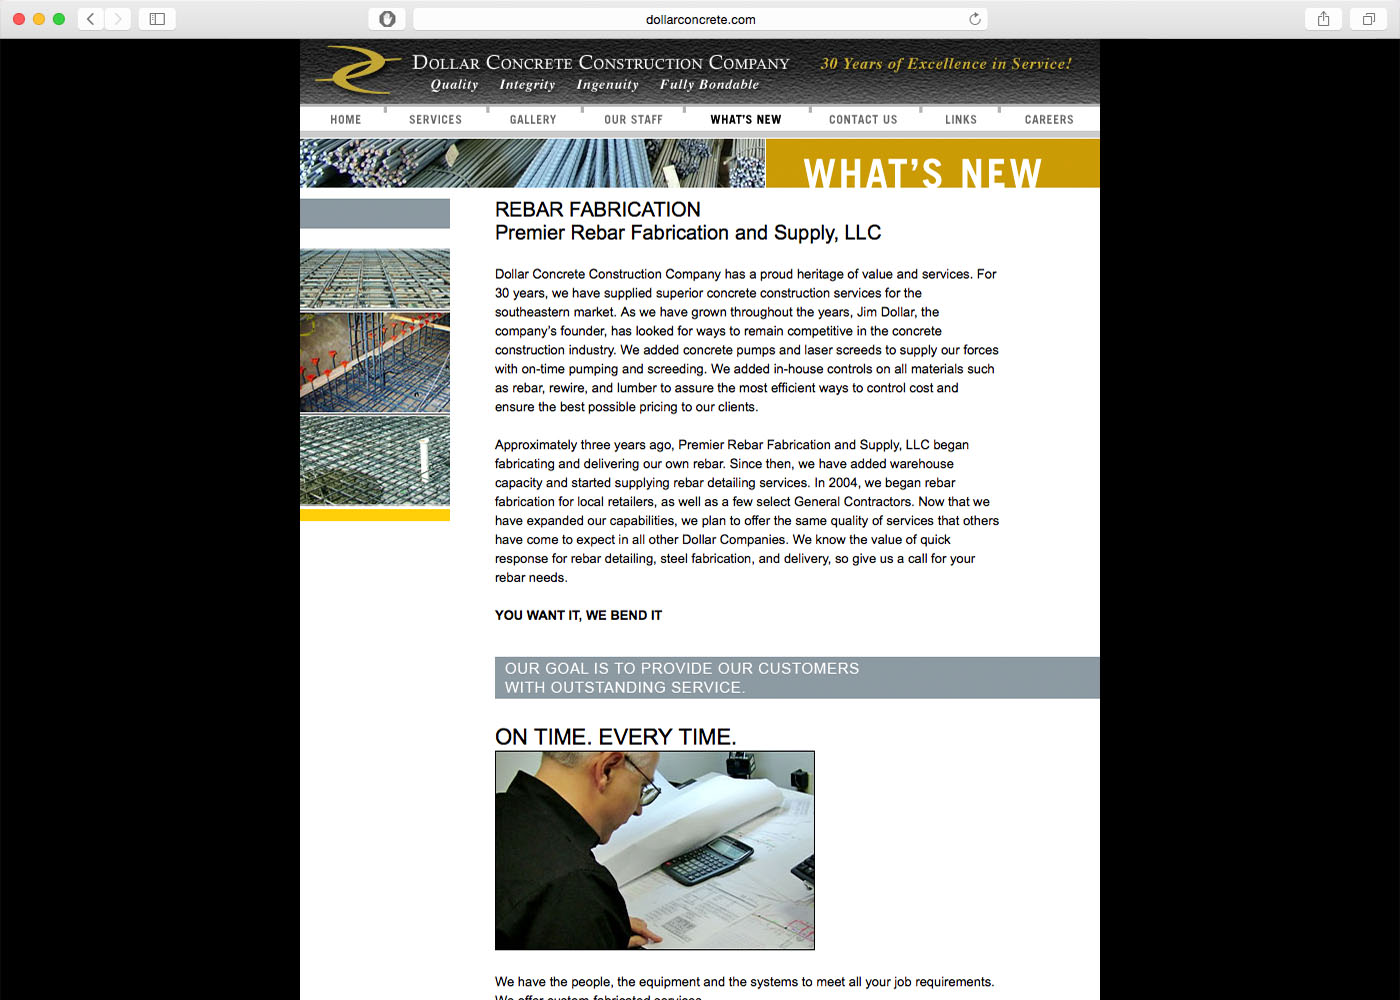 dollarconcrete.com
DOLLAR CONCRETE CONSTRUCTION COMPANY
30 Years of Excellence in Service!
Quality Integrity Ingenuity Fully Bondable
HOME SERVICES GALLERY OUR STAFF WHAT'S NEW CONTACT US LINKS CAREERS
WHAT'S NEW
REBAR FABRICATION
Premier Rebar Fabrication and Supply, LLC
Dollar Concrete Construction Company has a proud heritage of value and services. For
30 years, we have supplied superior concrete construction services for the
southeastern market. As we have grown throughout the years, Jim Dollar, the
company's founder, has looked for ways to remain competitive in the concrete
construction industry. We added concrete pumps and laser screeds to supply our forces
with on-time pumping and screeding. We added in-house controls on all materials such
as rebar, rewire, and lumber to assure the most efficient ways to control cost and
ensure the best possible pricing to our clients.
Approximately three years ago, Premier Rebar Fabrication and Supply, LLC began
fabricating and delivering our own rebar. Since then, we have added warehouse
capacity and started supplying rebar detailing services. In 2004, we began rebar
fabrication for local retailers, as well as a few select General Contractors. Now that we
have expanded our capabilities, we plan to offer the same quality of services that others
have come to expect in all other Dollar Companies. We know the value of quick
response for rebar detailing, steel fabrication, and delivery, so give us a call for your
rebar needs.
YOU WANT IT, WE BEND IT
OUR GOAL IS TO PROVIDE OUR CUSTOMERS
WITH OUTSTANDING SERVICE.
ON TIME. EVERY TIME.
We have the people, the equipment and the systems to meet all your job requirements.
We offer custom fabricated services